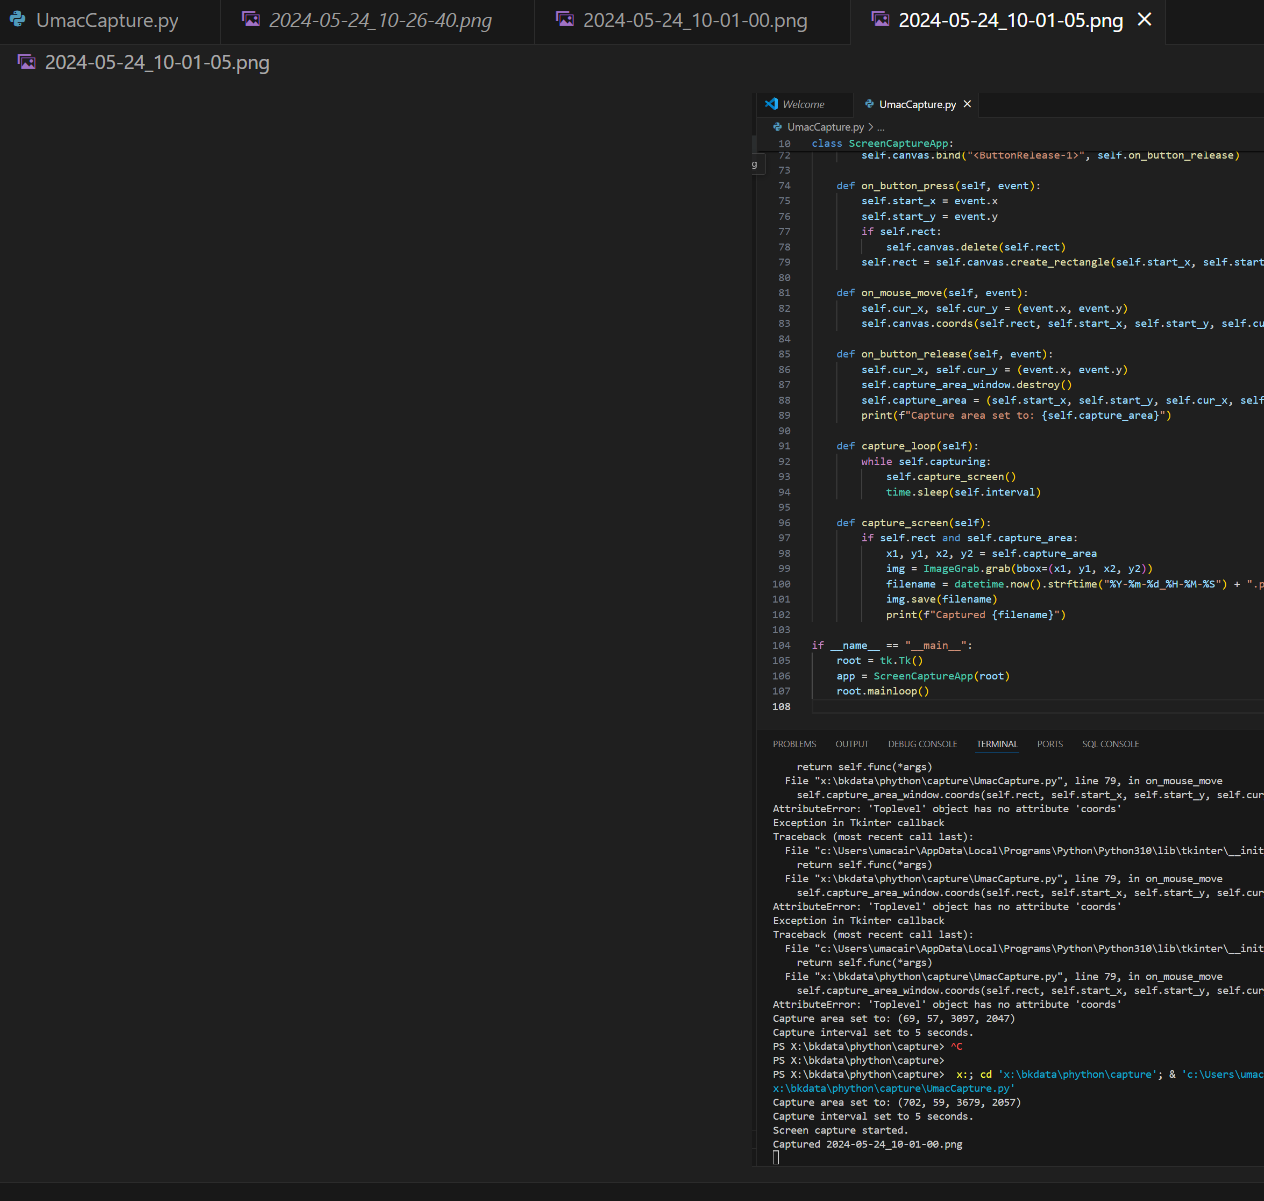 UmacCapture.py
2024-05-24_10-26-40.png
2024-05-24_10-01-00.png
2024-05-24_10-01-05.png
2024-05-24_10-01-05.png
Welcome
UmacCapture.py
UmacCapture.py > ...
10 class ScreenCaptureApp:
72 self.canvas.bind("<ButtonRelease-1>", self.on_button_release)
g
73
74 def on_button_press(self, event):
75 self.start_x = event.x
76 self.start_y = event.y
77 if self.rect:
78 self.canvas.delete(self.rect)
79 self.rect = self.canvas.create_rectangle(self.start_x, self.start
80
81 def on_mouse_move(self, event):
82 self.cur_x, self.cur_y = (event.x, event.y)
83 self.canvas.coords(self.rect, self.start_x, self.start_y, self.cu
84
85 def on_button_release(self, event):
86 self.cur_x, self.cur_y = (event.x, event.y)
87 self.capture_area_window.destroy()
88 self.capture_area = (self.start_x, self.start_y, self.cur_x, self
89 print(f"Capture area set to: {self.capture_area}")
90
91 def capture_loop(self):
92 while self.capturing:
93 self.capture_screen()
94 time.sleep(self.interval)
95
96 def capture_screen(self):
97 if self.rect and self.capture_area:
98 x1, y1, x2, y2 = self.capture_area
99 img = ImageGrab.grab(bbox=(x1, y1, x2, y2))
100 filename = datetime.now().strftime("%Y-%m-%d_%H-%M-%S") + ".p
101 img.save(filename)
102 print(f"Captured {filename}")
103
104 if __name__ == "__main__":
105 root = tk.Tk()
106 app = ScreenCaptureApp(root)
107 root.mainloop()
108
PROBLEMS OUTPUT DEBUG CONSOLE TERMINAL PORTS SQL CONSOLE
return self.func(*args)
File "x:\bkdata\phython\capture\UmacCapture.py", line 79, in on_mouse_move
self.capture_area_window.coords(self.rect, self.start_x, self.start_y, self.cur
AttributeError: 'Toplevel' object has no attribute 'coords'
Exception in Tkinter callback
Traceback (most recent call last):
File "c:\Users\umacair\AppData\Local\Programs\Python\Python310\lib\tkinter\__init
return self.func(*args)
File "x:\bkdata\phython\capture\UmacCapture.py", line 79, in on_mouse_move
self.capture_area_window.coords(self.rect, self.start_x, self.start_y, self.cur
AttributeError: 'Toplevel' object has no attribute 'coords'
Exception in Tkinter callback
Traceback (most recent call last):
File "c:\Users\umacair\AppData\Local\Programs\Python\Python310\lib\tkinter\__init
return self.func(*args)
File "x:\bkdata\phython\capture\UmacCapture.py", line 79, in on_mouse_move
self.capture_area_window.coords(self.rect, self.start_x, self.start_y, self.cur
AttributeError: 'Toplevel' object has no attribute 'coords'
Capture area set to: (69, 57, 3097, 2047)
Capture interval set to 5 seconds.
PS X:\bkdata\phython\capture> ^C
PS X:\bkdata\phython\capture>
PS X:\bkdata\phython\capture> x:; cd 'x:\bkdata\phython\capture'; & 'c:\Users\umac
x:\bkdata\phython\capture\UmacCapture.py'
Capture area set to: (702, 59, 3679, 2057)
Capture interval set to 5 seconds.
Screen capture started.
Captured 2024-05-24_10-01-00.png